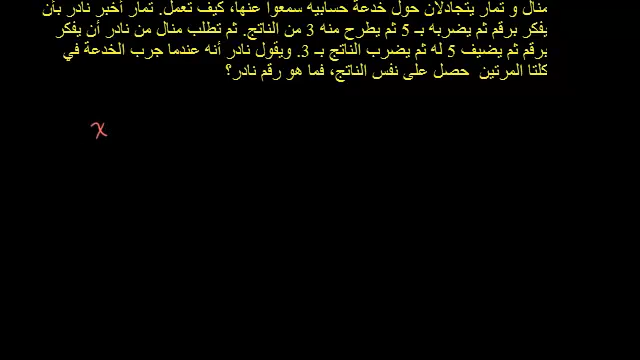 منال و تمار يتجادلان حول خدعة حسابيه سمعوا عنها، كيف تعمل. تمار أخبر نادر بأن
يفكر برقم ثم يضربه بـ 5 ثم يطرح منه 3 من الناتج. ثم تطلب منال من نادر أن يفكر
برقم ثم يضيف 5 له ثم يضرب الناتج بـ 3. ويقول نادر أنه عندما جرب الخدعة في
كلتا المرتين حصل على نفس الناتج، فما هو رقم نادر؟
x